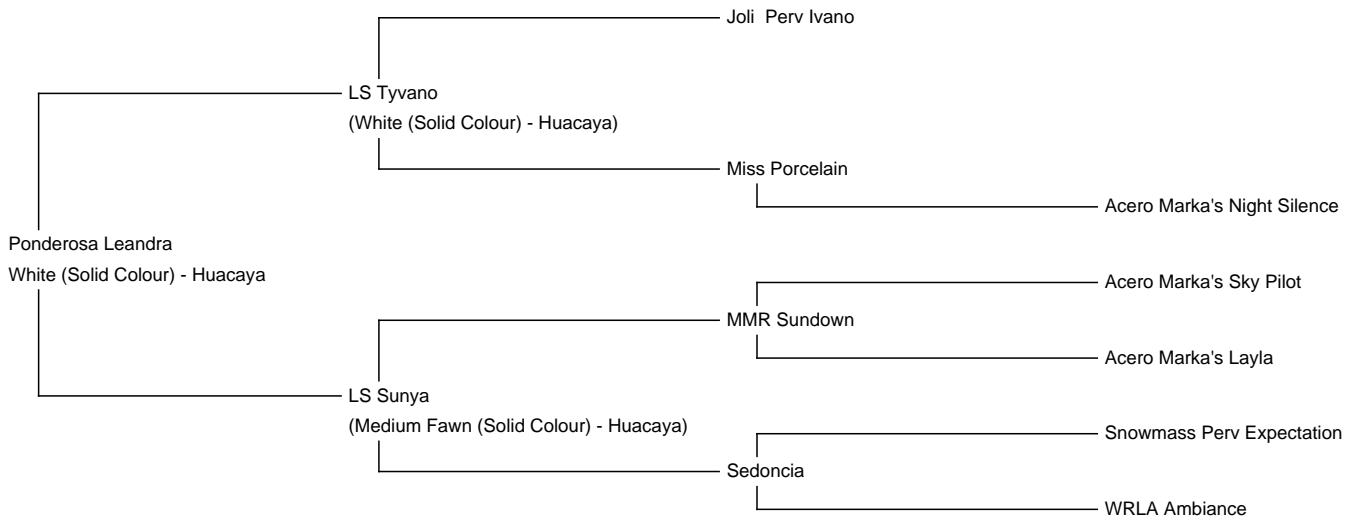 Joli  Perv Ivano
LS Tyvano
(White (Solid Colour) - Huacaya)
Miss Porcelain
Acero Marka's Night Silence
Ponderosa Leandra
White (Solid Colour) - Huacaya
Acero Marka's Sky Pilot
MMR Sundown
Acero Marka's Layla
LS Sunya
(Medium Fawn (Solid Colour) - Huacaya)
Snowmass Perv Expectation
Sedoncia
WRLA Ambiance